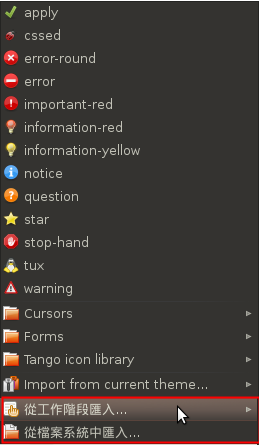 apply
cssed
error-round
error
important-red
information-red
information-yellow
notice
question
star
stop-hand
tux
warning
Cursors
Forms
Tango icon library
Import from current theme...
從工作階段匯入...
從檔案系統中匯入...